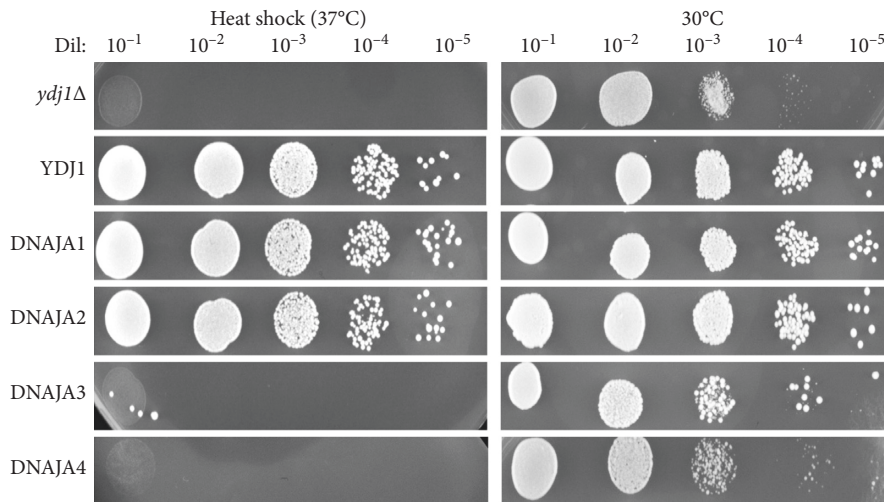 Heat shock (37°C) 30°C
Dil: 10⁻¹ 10⁻² 10⁻³ 10⁻⁴ 10⁻⁵ 10⁻¹ 10⁻² 10⁻³ 10⁻⁴ 10⁻⁵
ydj1Δ
YDJ1
DNAJA1
DNAJA2
DNAJA3
DNAJA4